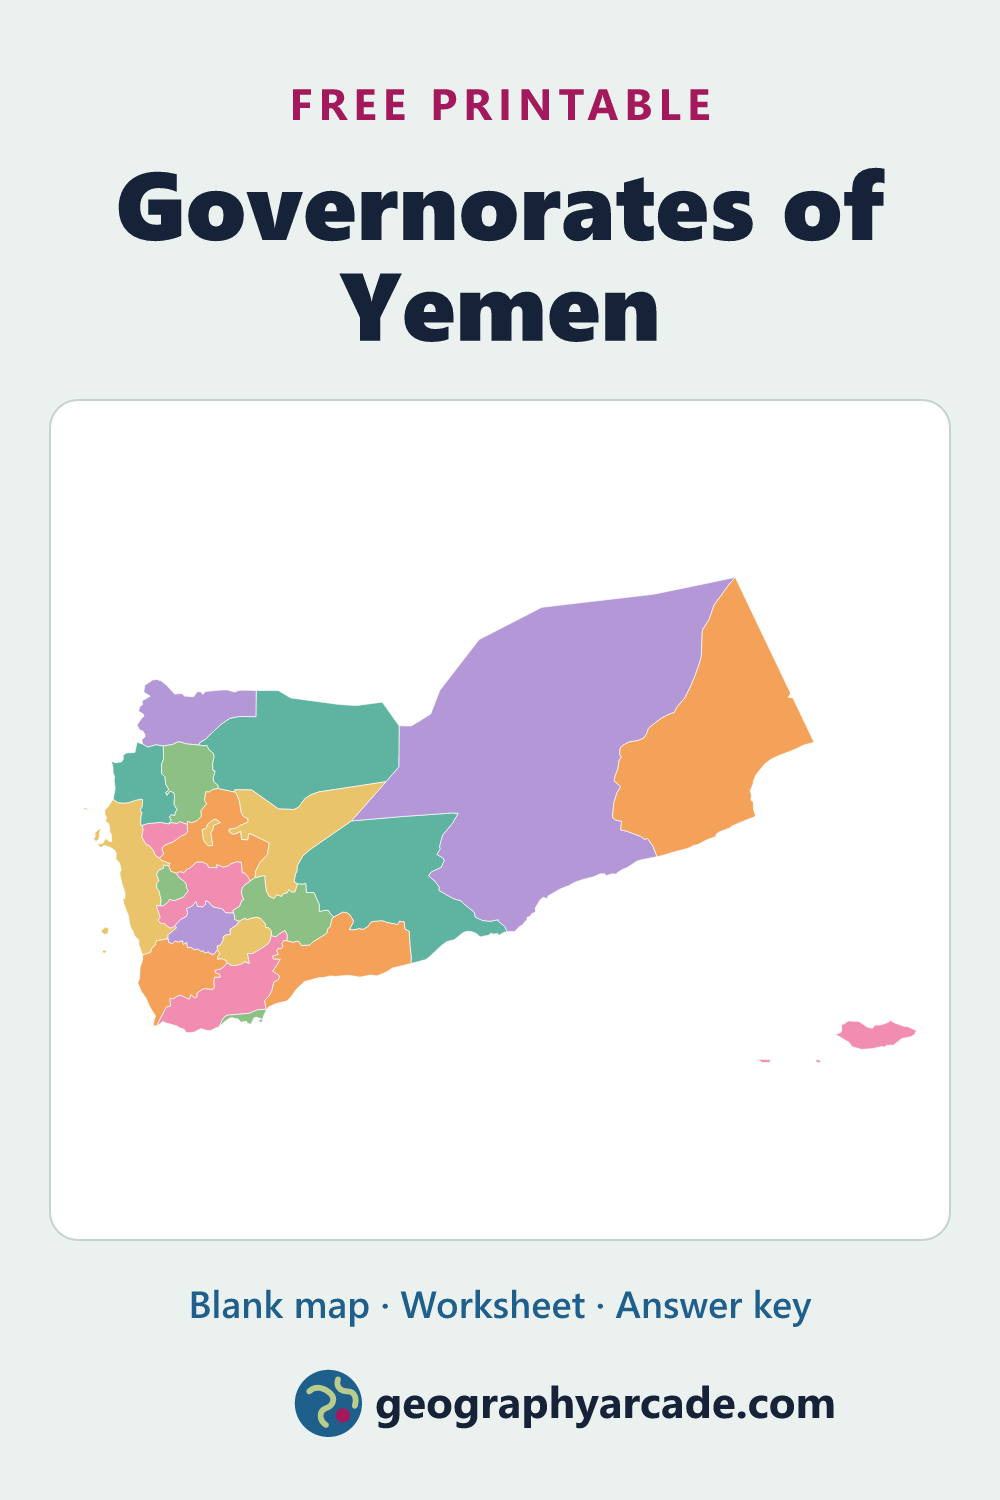 FREE PRINTABLE
Governorates of
Yemen
Blank map · Worksheet · Answer key
geographyarcade.com